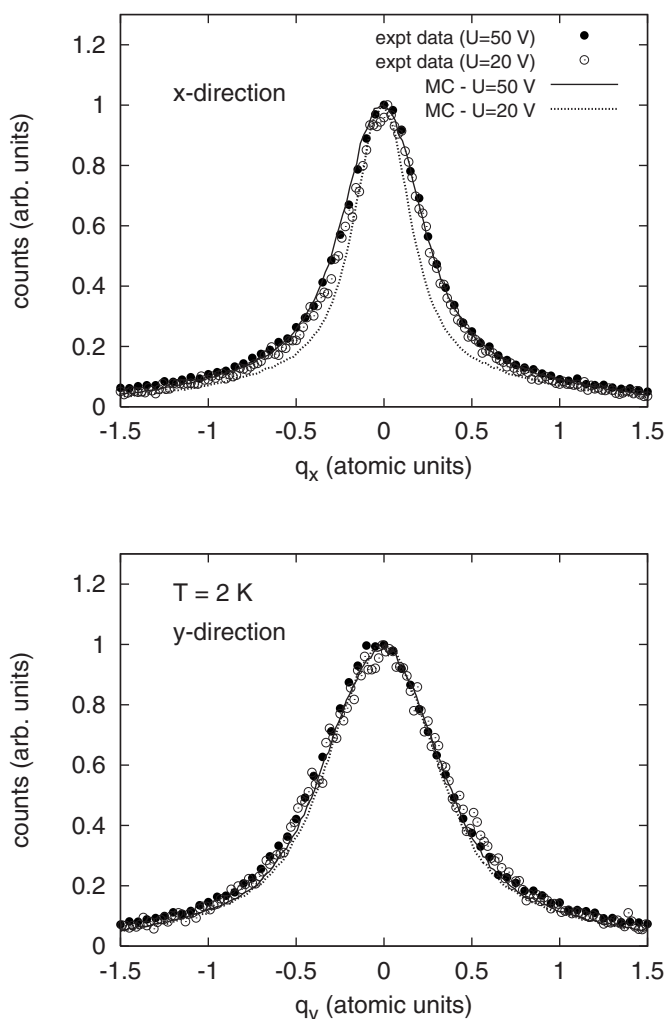 1.2
expt data (U=50 V)
expt data (U=20 V)
MC - U=50 V
MC - U=20 V
x-direction
1
0.8
0.6
0.4
0.2
0
counts (arb. units)
-1.5 -1 -0.5 0 0.5 1 1.5
q_x (atomic units)
1.2
T = 2 K
y-direction
1
0.8
0.6
0.4
0.2
0
counts (arb. units)
-1.5 -1 -0.5 0 0.5 1 1.5
q_y (atomic units)